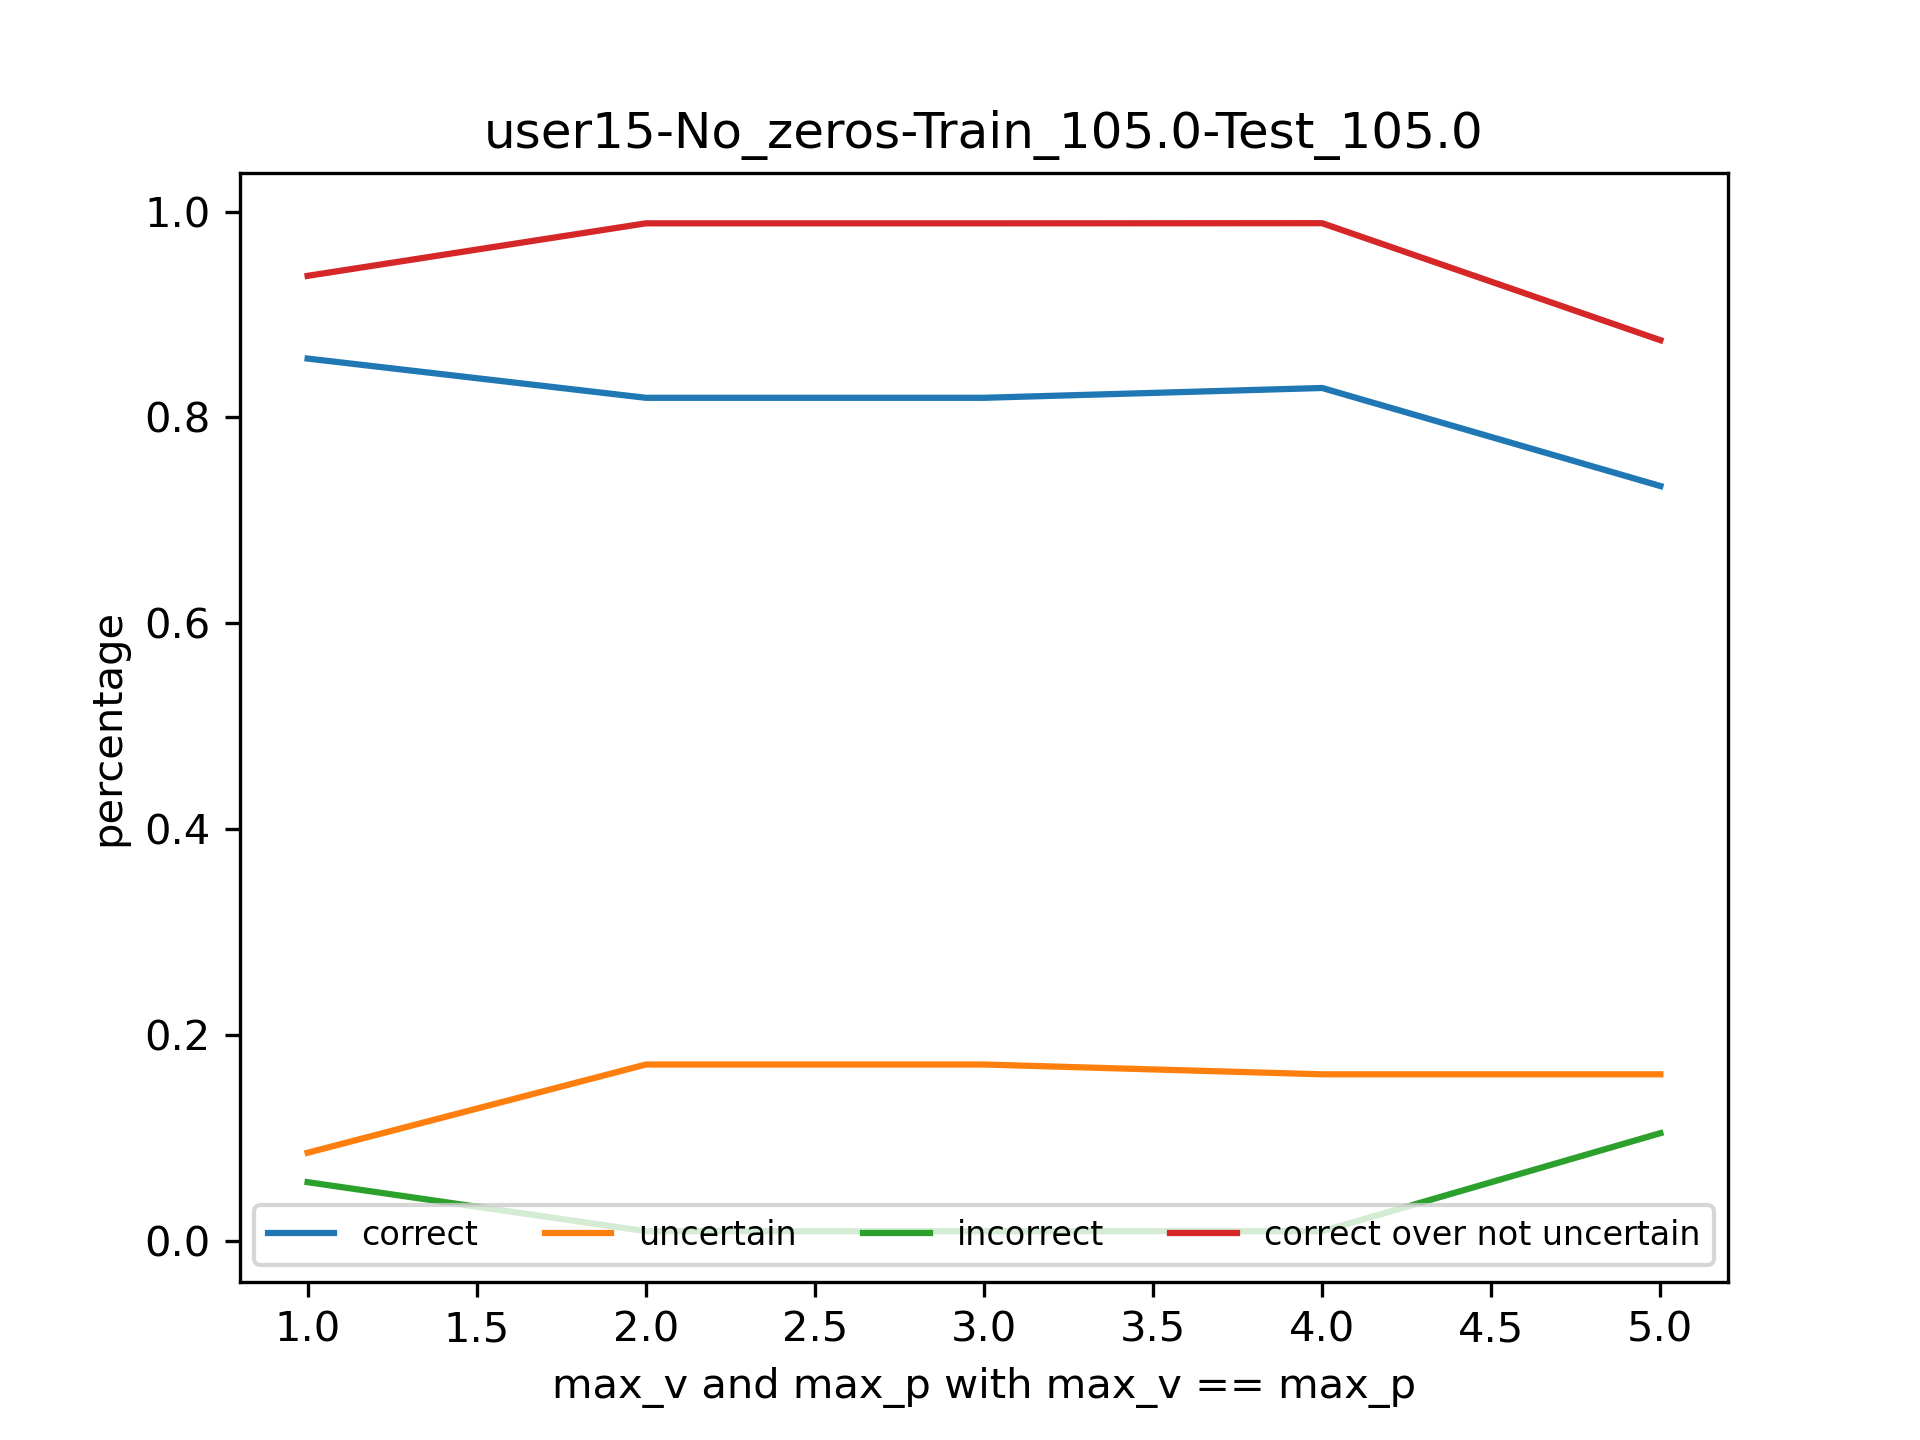 user15-No_zeros-Train_105.0-Test_105.0
1.0
0.8
0.6
0.4
0.2
0.0
percentage
correct uncertain incorrect correct over not uncertain
1.0 1.5 2.0 2.5 3.0 3.5 4.0 4.5 5.0
max_v and max_p with max_v == max_p